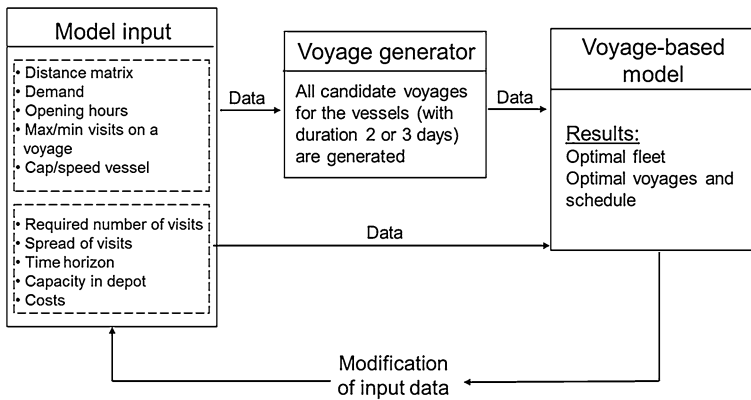 Model input
• Distance matrix
• Demand
• Opening hours
• Max/min visits on a
voyage
• Cap/speed vessel
• Required number of visits
• Spread of visits
• Time horizon
• Capacity in depot
• Costs
Data
Voyage generator
All candidate voyages
for the vessels (with
duration 2 or 3 days)
are generated
Data
Data
Voyage-based
model
Results:
Optimal fleet
Optimal voyages and
schedule
Modification
of input data